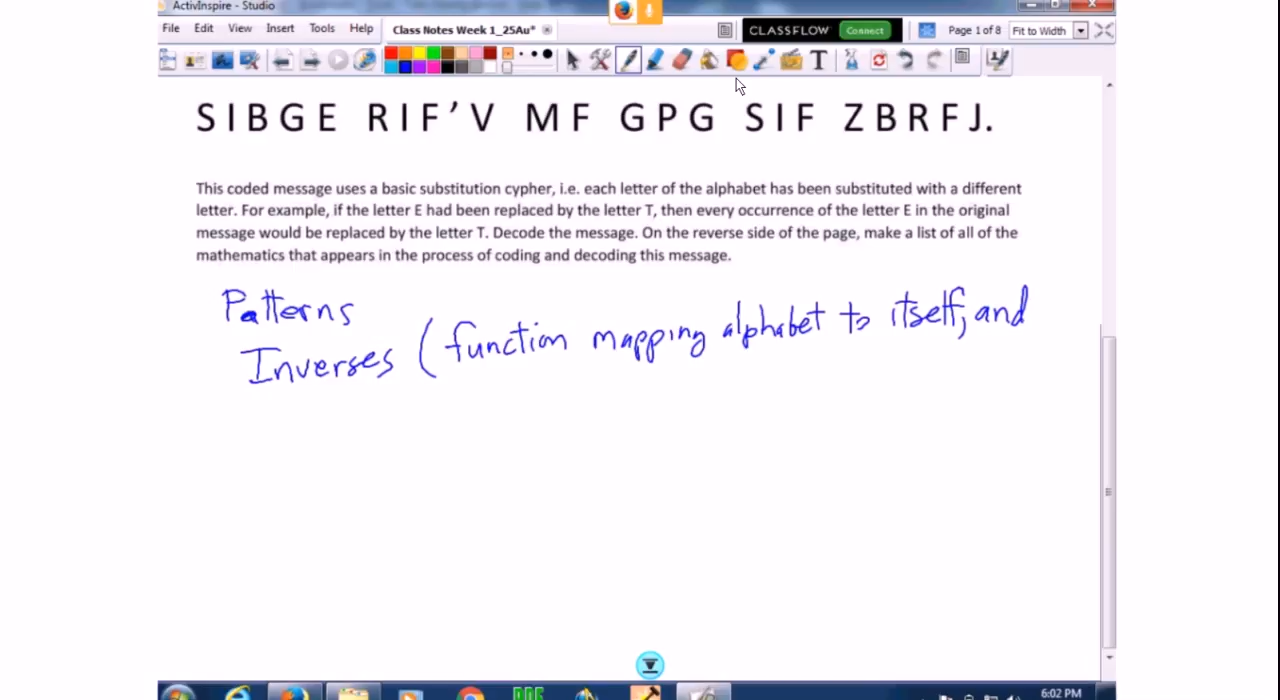 ActivInspire - Studio
File Edit View Insert Tools Help Class Notes Week 1_25Au* CLASSFLOW Connect Page 1 of 8 Fit to Width
SIBGE RIF'V MF GPG SIF ZBRFJ.
This coded message uses a basic substitution cypher, i.e. each letter of the alphabet has been substituted with a different
letter. For example, if the letter E had been replaced by the letter T, then every occurrence of the letter E in the original
message would be replaced by the letter T. Decode the message. On the reverse side of the page, make a list of all of the
mathematics that appears in the process of coding and decoding this message.
Patterns
Inverses (function mapping alphabet to itself, and
6:02 PM